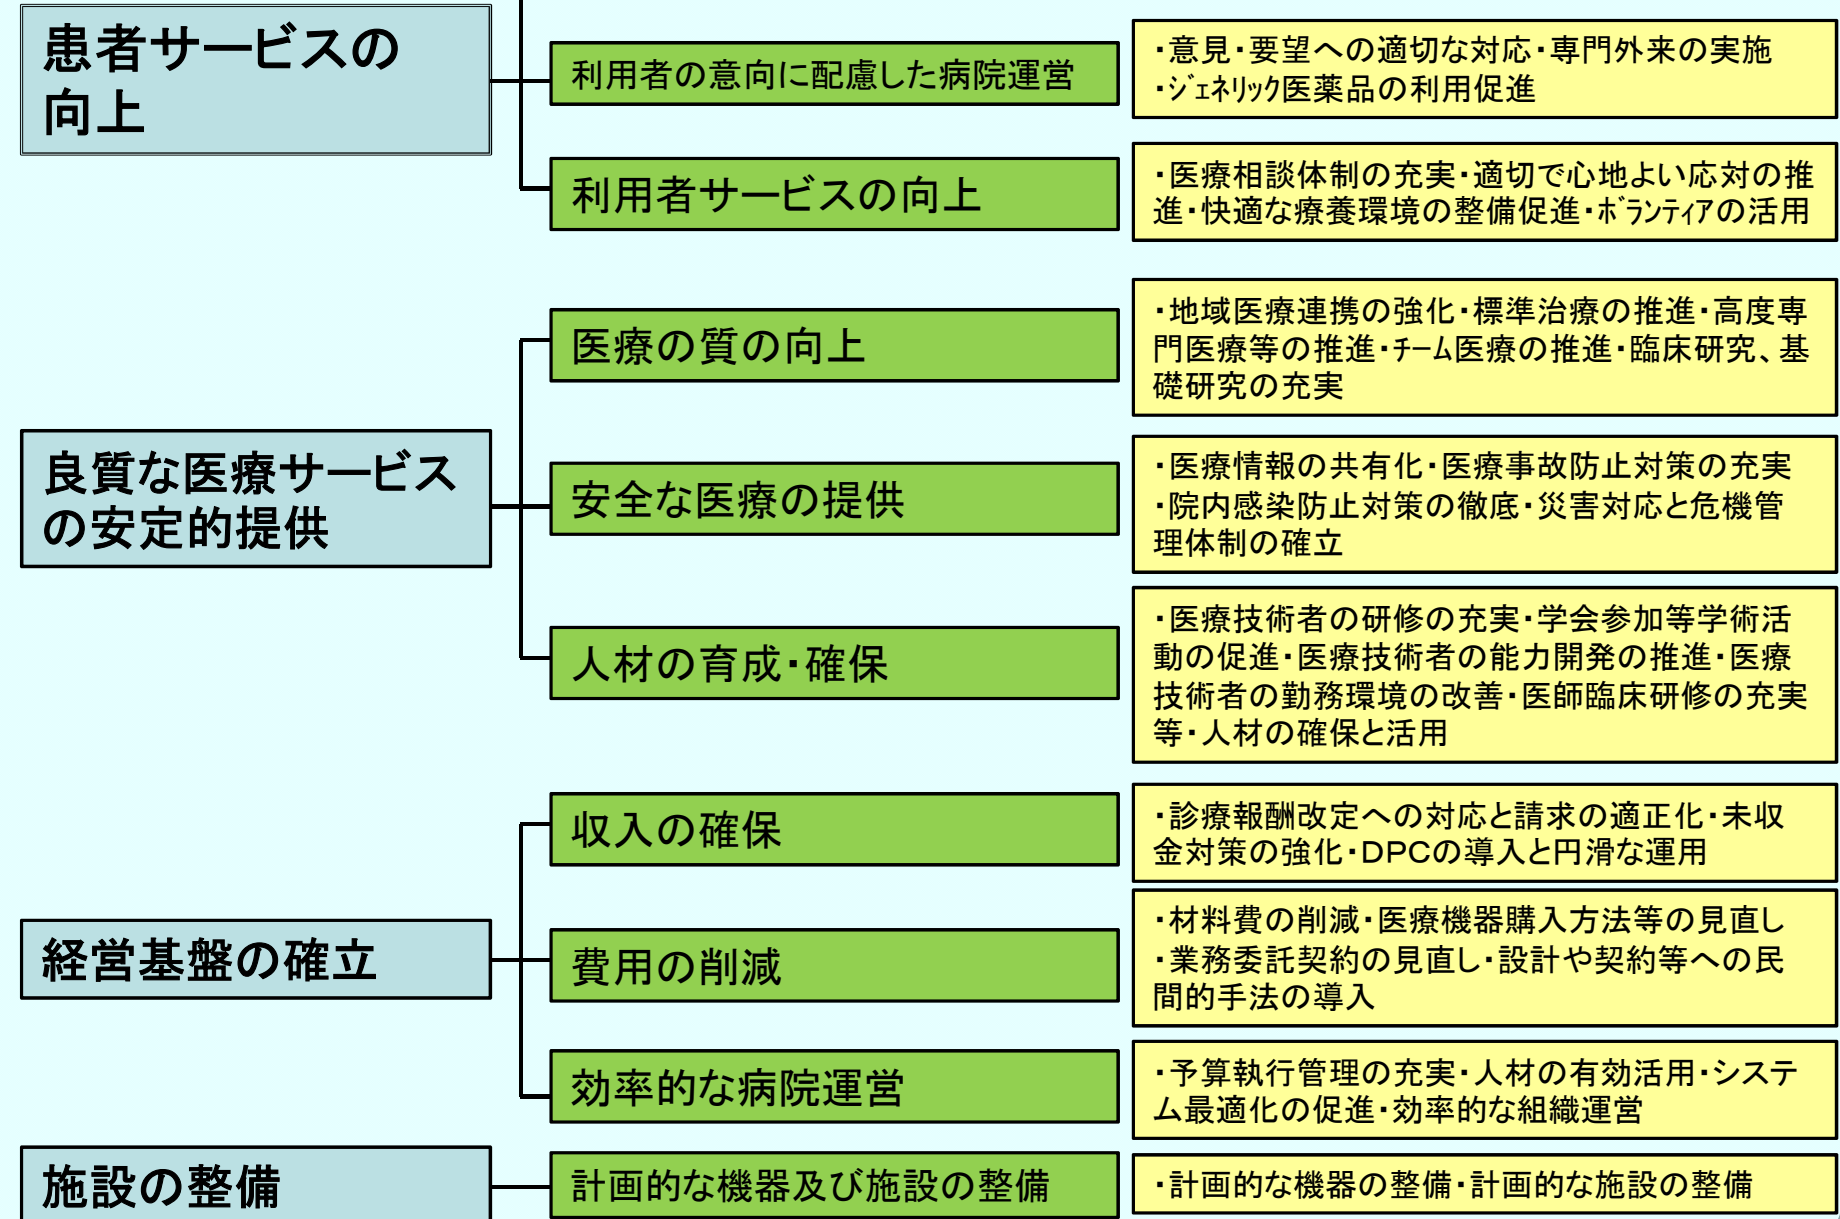 患者サービスの
向上
利用者の意向に配慮した病院運営
・意見・要望への適切な対応・専門外来の実施
・ｼﾞｪﾈﾘｯｸ医薬品の利用促進
利用者サービスの向上
・医療相談体制の充実・適切で心地よい応対の推
進・快適な療養環境の整備促進・ﾎﾞﾗﾝﾃｨｱの活用
良質な医療サービス
の安定的提供
医療の質の向上
・地域医療連携の強化・標準治療の推進・高度専
門医療等の推進・ﾁｰﾑ医療の推進・臨床研究、基
礎研究の充実
安全な医療の提供
・医療情報の共有化・医療事故防止対策の充実
・院内感染防止対策の徹底・災害対応と危機管
理体制の確立
人材の育成・確保
・医療技術者の研修の充実・学会参加等学術活
動の促進・医療技術者の能力開発の推進・医療
技術者の勤務環境の改善・医師臨床研修の充実
等・人材の確保と活用
経営基盤の確立
収入の確保
・診療報酬改定への対応と請求の適正化・未収
金対策の強化・DPCの導入と円滑な運用
費用の削減
・材料費の削減・医療機器購入方法等の見直し
・業務委託契約の見直し・設計や契約等への民
間的手法の導入
効率的な病院運営
・予算執行管理の充実・人材の有効活用・システ
ム最適化の促進・効率的な組織運営
施設の整備
計画的な機器及び施設の整備
・計画的な機器の整備・計画的な施設の整備